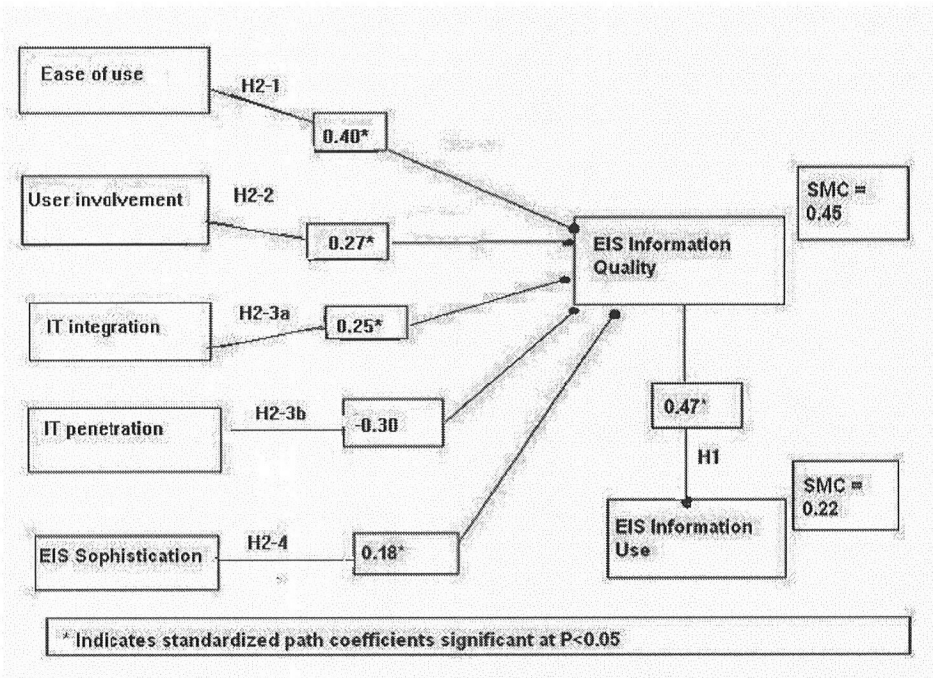 Ease of use
H2-1
0.40*
User involvement
H2-2
0.27*
SMC =
0.45
EIS Information
Quality
IT integration
H2-3a
0.25*
IT penetration
H2-3b
-0.30
0.47*
H1
SMC =
0.22
EIS Sophistication
H2-4
0.18*
EIS Information
Use
* Indicates standardized path coefficients significant at P<0.05